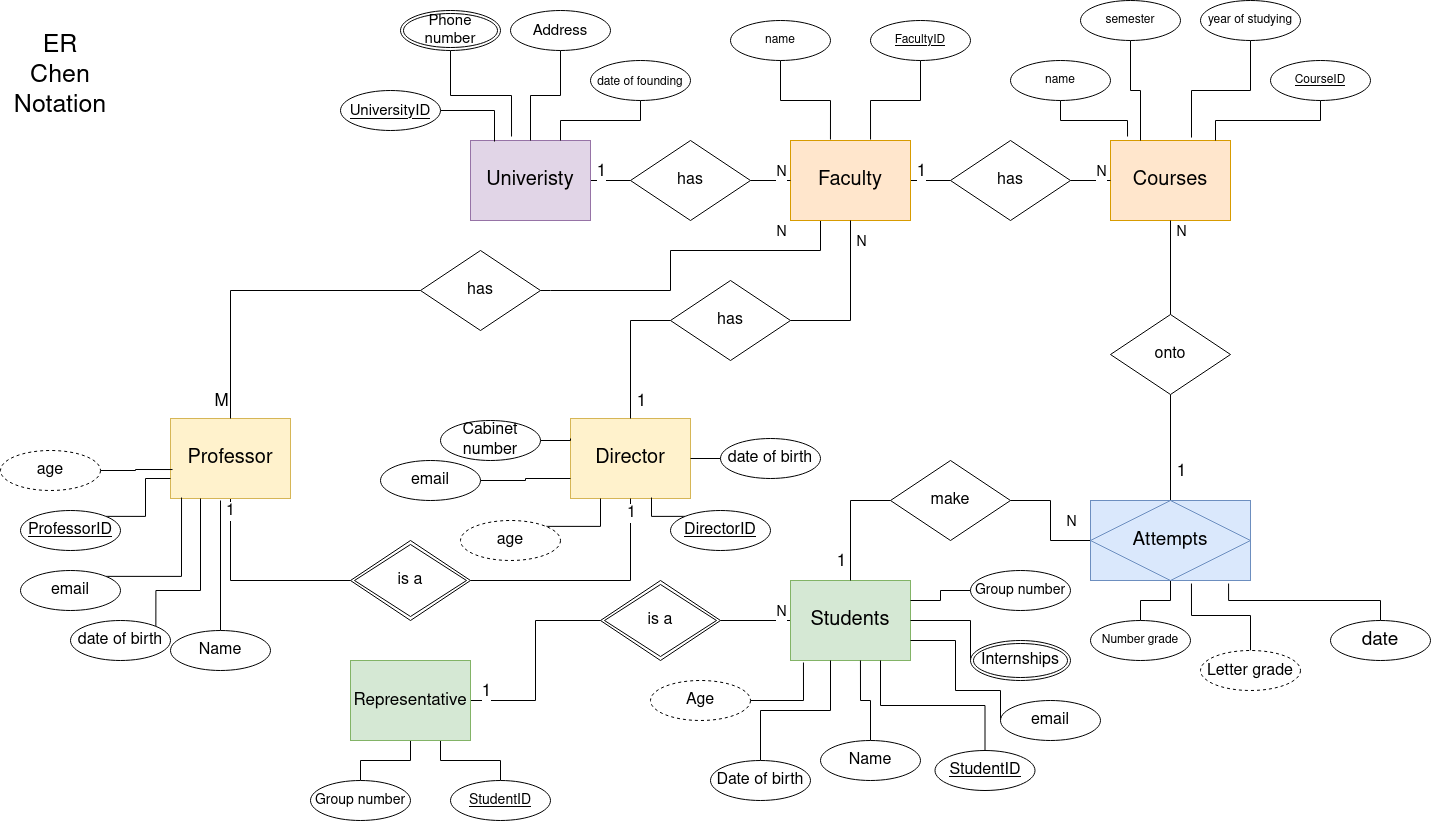 ER
Chen
Notation
Phone
number
Address
UniversityID
date of founding
name
FacultyID
semester
year of studying
name
CourseID
Univeristy
1
has
N
Faculty
1
has
N
Courses
N
N
N
has
has
onto
M
1
1
Professor
age
ProfessorID
email
date of birth
Name
1
Cabinet
number
email
Director
date of birth
age
1
DirectorID
is a
make
N
1
Attempts
Number grade
Letter grade
date
is a
N
Students
Group number
Internships
email
Age
Date of birth
Name
StudentID
Representative
1
Group number
StudentID